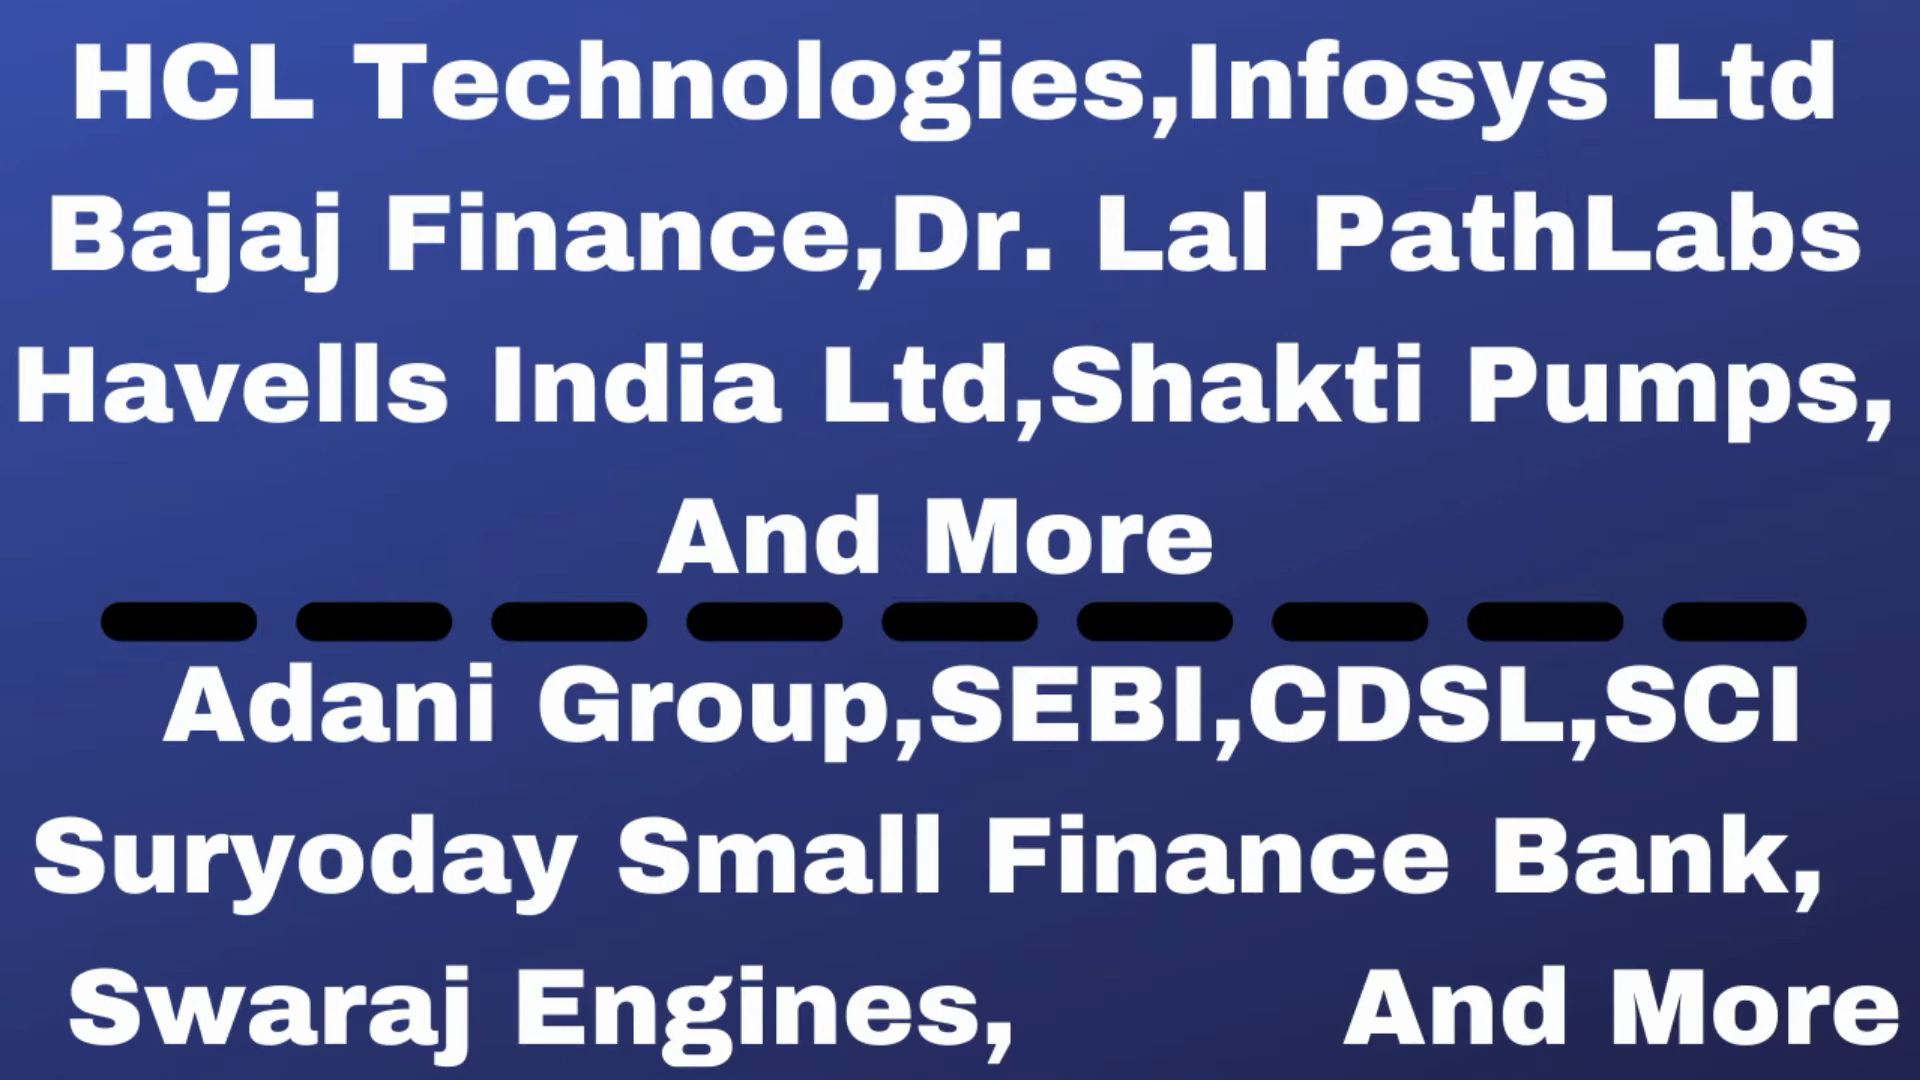 HCL Technologies,Infosys Ltd
Bajaj Finance,Dr. Lal PathLabs
Havells India Ltd,Shakti Pumps,
And More
Adani Group,SEBI,CDSL,SCI
Suryoday Small Finance Bank,
Swaraj Engines, And More